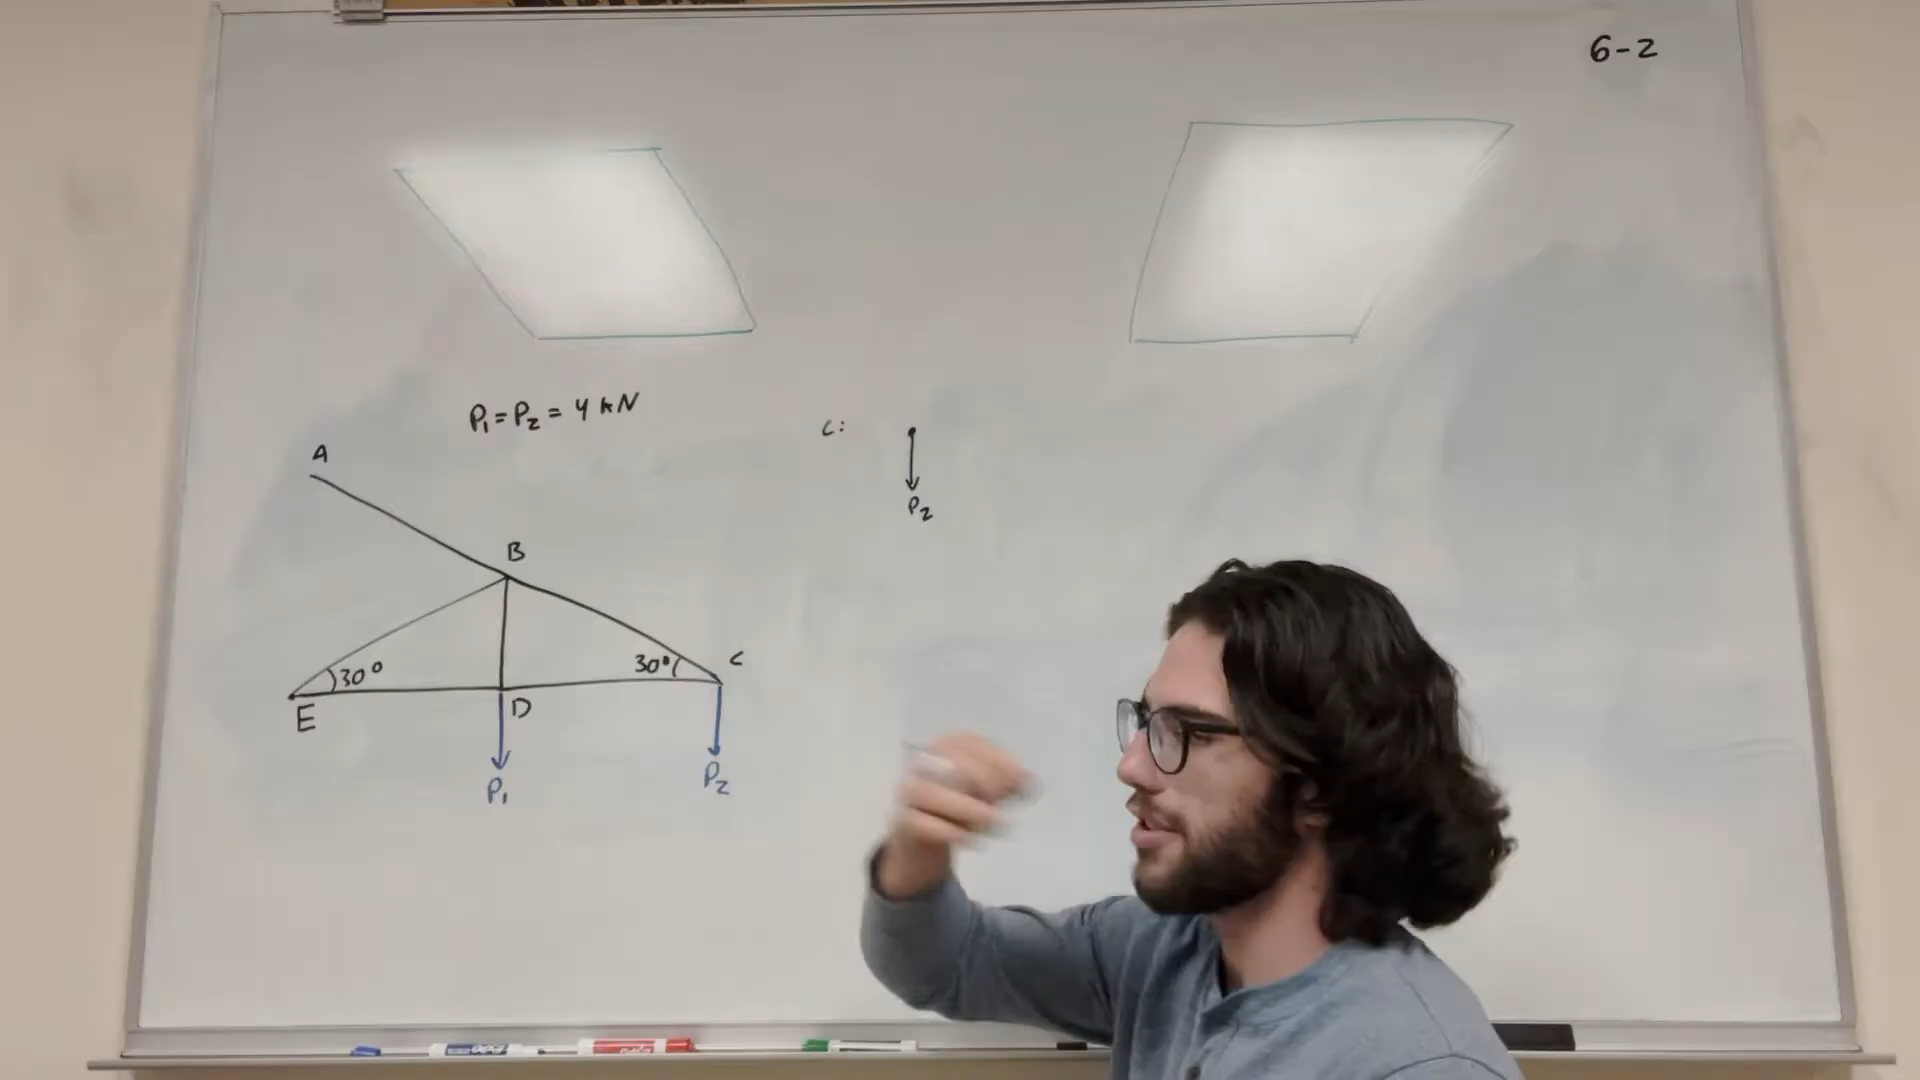 6-2
P₁=P₂ = 4 kN
C:
A
P₂
B
30°
30°
C
E
D
P₁
P₂